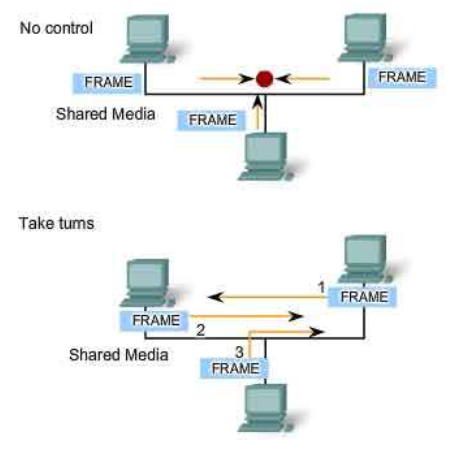 No control
FRAME
FRAME
Shared Media
FRAME
Take turns
1
FRAME
FRAME
2
Shared Media
3
FRAME